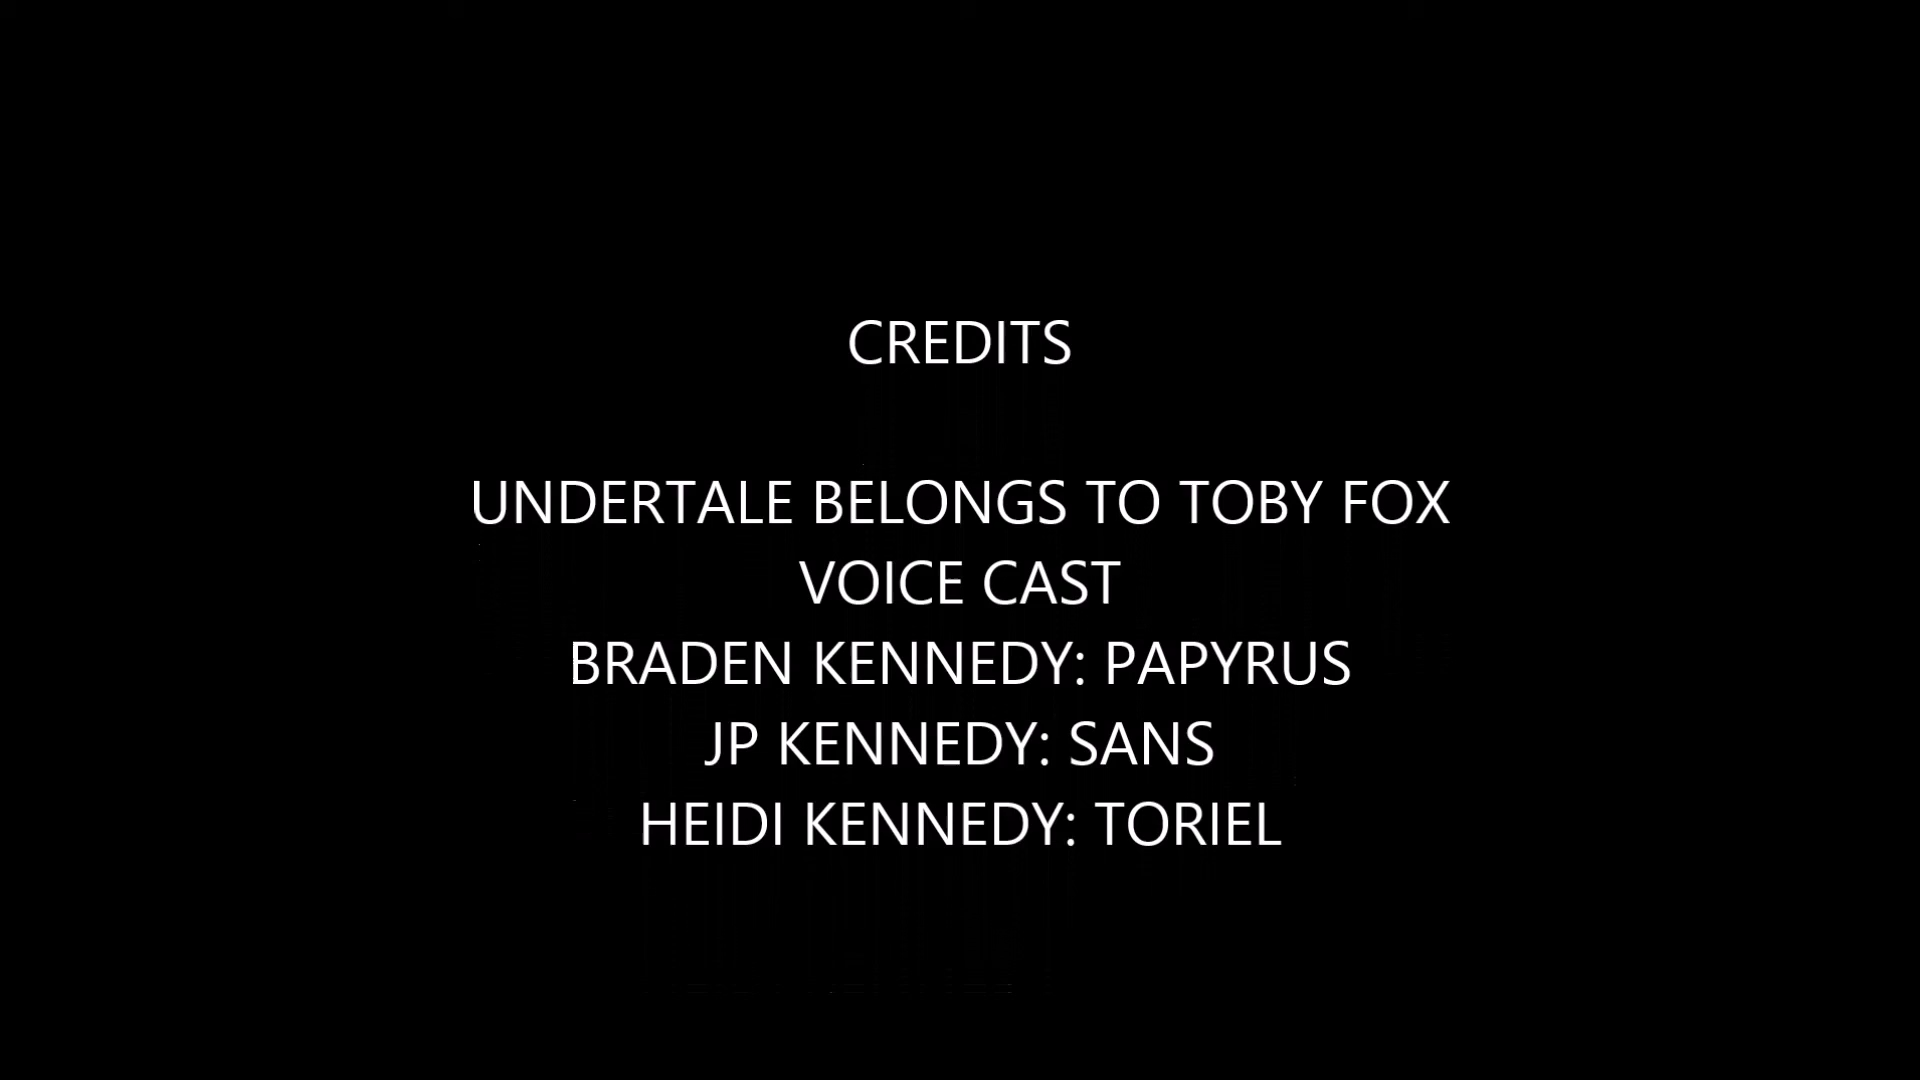 CREDITS
UNDERTALE BELONGS TO TOBY FOX
VOICE CAST
BRADEN KENNEDY: PAPYRUS
JP KENNEDY: SANS
HEIDI KENNEDY: TORIEL